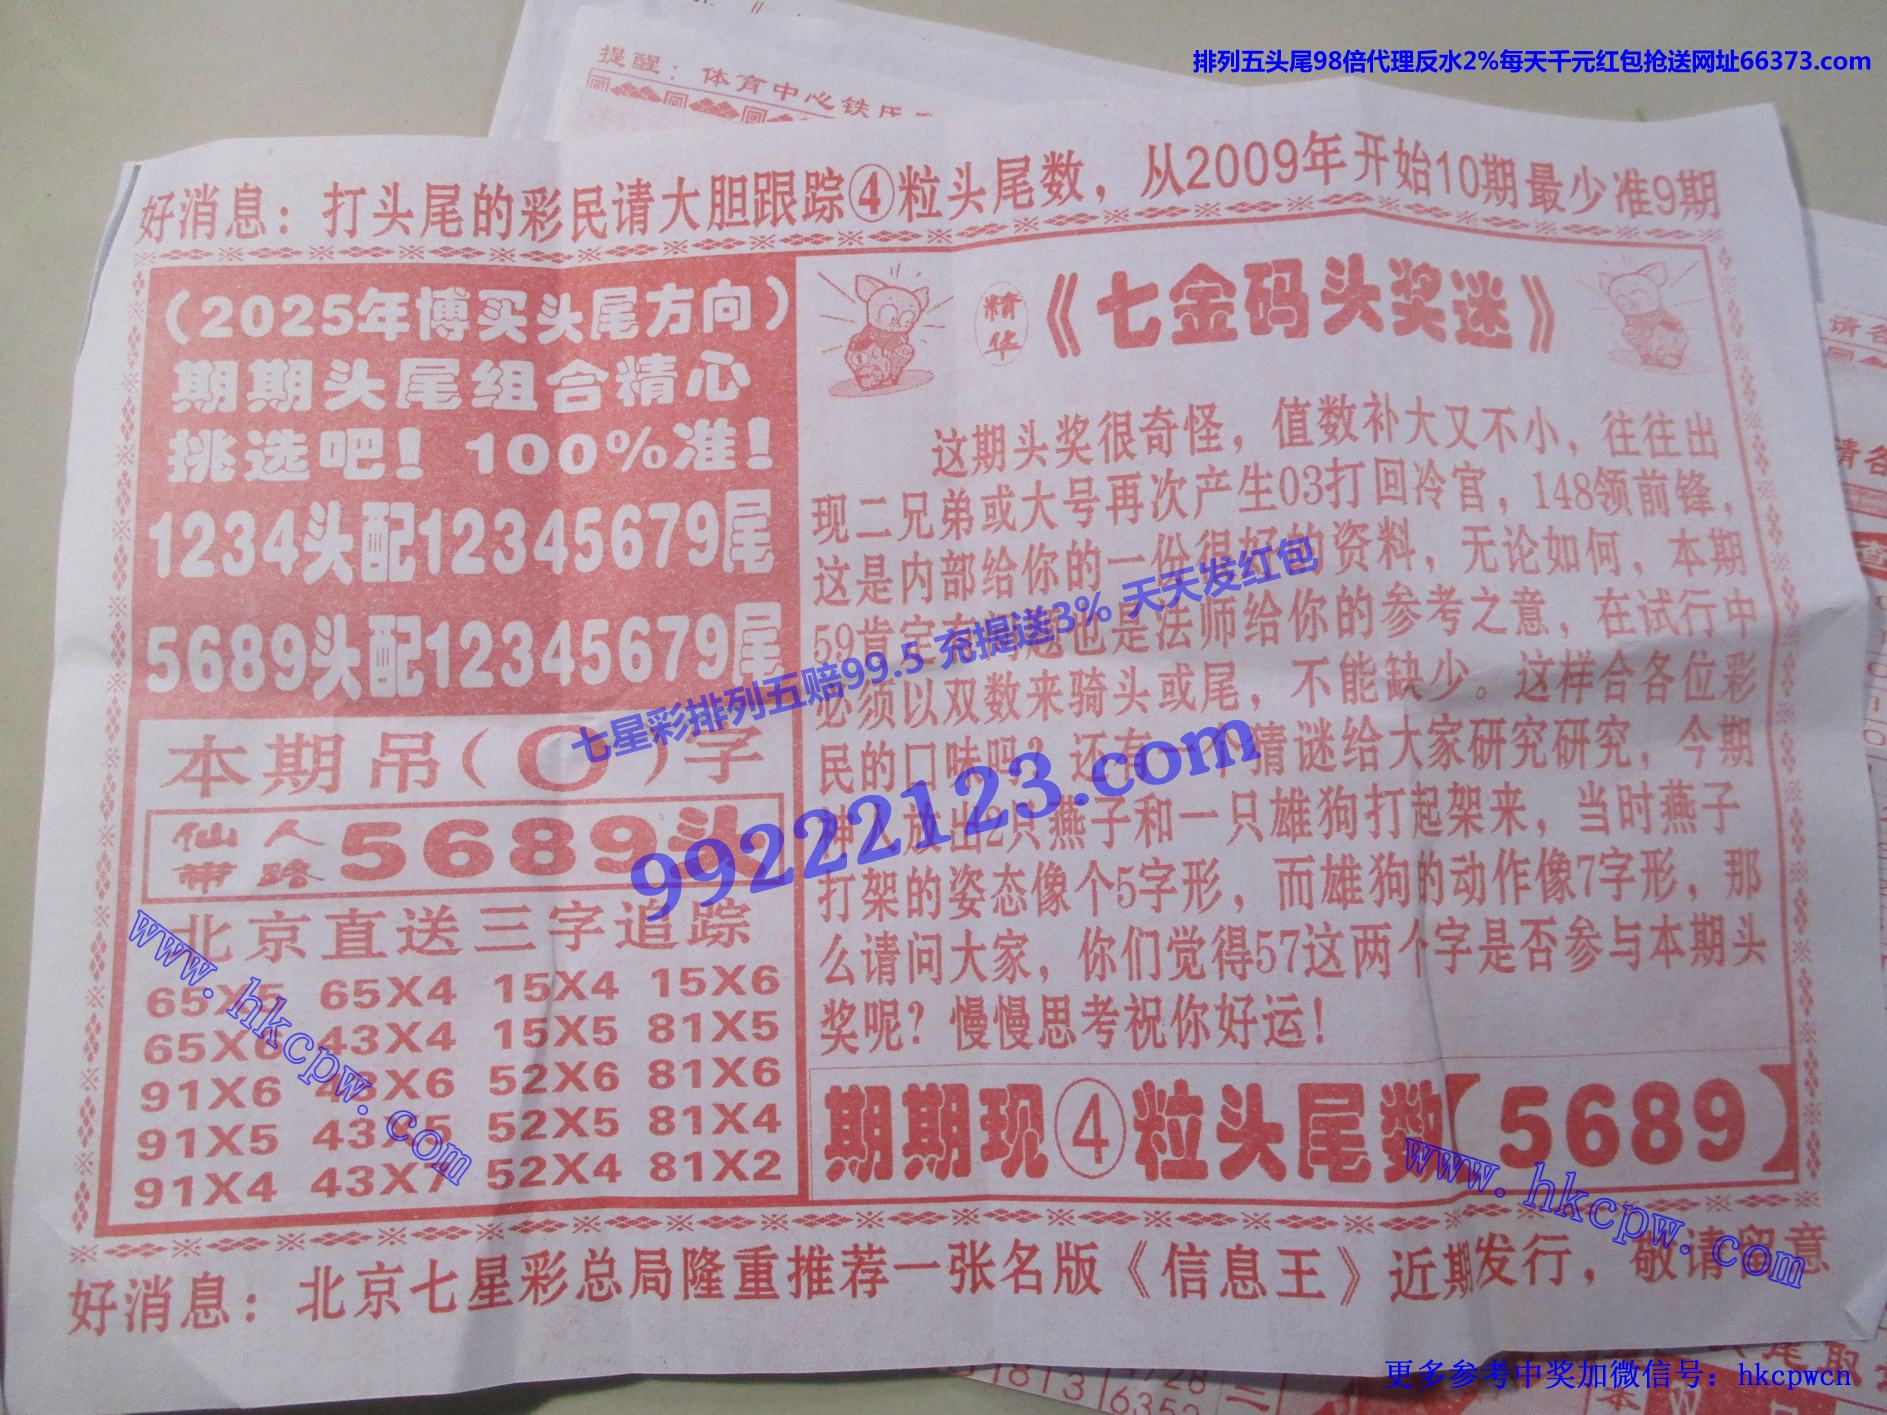 排列五头尾98倍代理反水2%每天千元红包抢送网址66373.com
提醒：体育中心铁压
好消息：打头尾的彩民请大胆跟踪④粒头尾数，从2009年开始10期最少准9期
（2025年博买头尾方向）
期期头尾组合精心
挑选吧！100%准！
1234头配12345679尾
5689头配12345679尾
本期吊（0）字
仙人带路 5689头
北京直送三字追踪
65X5 65X4 15X4 15X6
65X6 43X4 15X5 81X5
91X6 43X6 52X6 81X6
91X5 43X5 52X5 81X4
91X4 43X7 52X4 81X2
精华《七金码头奖迷》
这期头奖很奇怪，值数补大又不小，往往出
现二兄弟或大号再次产生03打回冷宫，148领前锋，
这是内部给你的一份很好的资料，无论如何，本期
59肯定有问题也是法师给你的参考之意，在试行中
必须以双数来骑头或尾，不能缺少。这样合各位彩
民的口味吗？还有一个猜谜给大家研究研究，今期
神人放出2只燕子和一只雄狗打起架来，当时燕子
打架的姿态像个5字形，而雄狗的动作像7字形，那
么请问大家，你们觉得57这两个字是否参与本期头
奖呢？慢慢思考祝你好运！
期期现④粒头尾数【5689】
好消息：北京七星彩总局隆重推荐一张名版《信息王》近期发行，敬请留意
七星彩排列五赔99.5 充提送3% 天天发红包
99222123.com
www.hkcpw.com
www.hkcpw.com
请各
请各
查
1813
6352
更多参考中奖加微信号：hkcpwcn